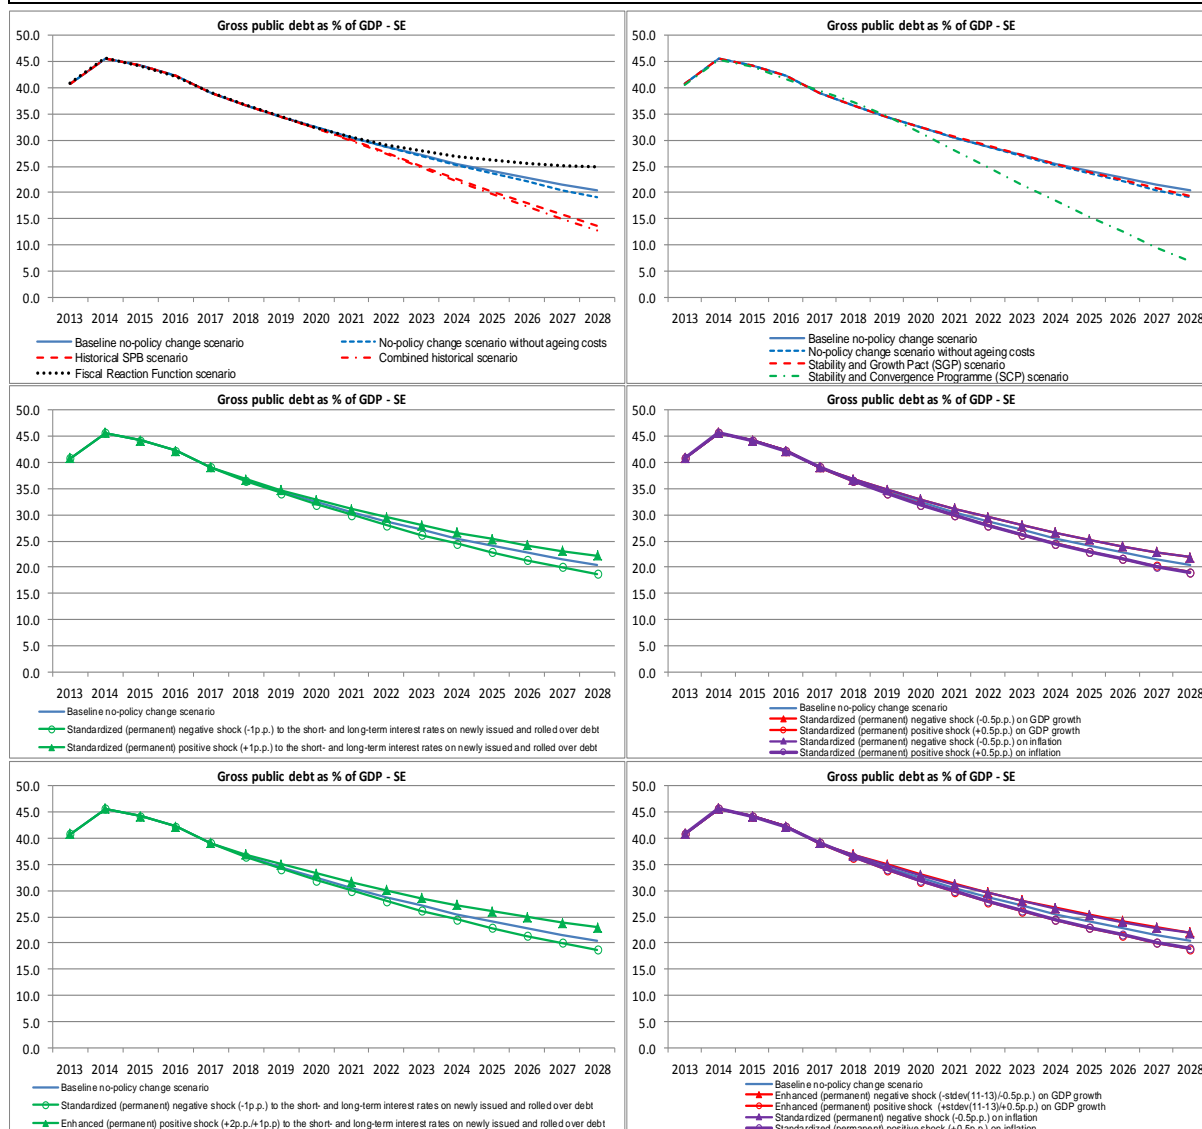 Gross public debt as % of GDP - SE
50.0
45.0
40.0
35.0
30.0
25.0
20.0
15.0
10.0
5.0
0.0
2013 2014 2015 2016 2017 2018 2019 2020 2021 2022 2023 2024 2025 2026 2027 2028
Baseline no-policy change scenario
No-policy change scenario without ageing costs
Historical SPB scenario
Combined historical scenario
Fiscal Reaction Function scenario
Gross public debt as % of GDP - SE
50.0
45.0
40.0
35.0
30.0
25.0
20.0
15.0
10.0
5.0
0.0
2013 2014 2015 2016 2017 2018 2019 2020 2021 2022 2023 2024 2025 2026 2027 2028
Baseline no-policy change scenario
No-policy change scenario without ageing costs
Stability and Growth Pact (SGP) scenario
Stability and Convergence Programme (SCP) scenario
Gross public debt as % of GDP - SE
50.0
45.0
40.0
35.0
30.0
25.0
20.0
15.0
10.0
5.0
0.0
2013 2014 2015 2016 2017 2018 2019 2020 2021 2022 2023 2024 2025 2026 2027 2028
Baseline no-policy change scenario
Standardized (permanent) negative shock (-1p.p.) to the short- and long-term interest rates on newly issued and rolled over debt
Standardized (permanent) positive shock (+1p.p.) to the short- and long-term interest rates on newly issued and rolled over debt
Gross public debt as % of GDP - SE
50.0
45.0
40.0
35.0
30.0
25.0
20.0
15.0
10.0
5.0
0.0
2013 2014 2015 2016 2017 2018 2019 2020 2021 2022 2023 2024 2025 2026 2027 2028
Baseline no-policy change scenario
Standardized (permanent) negative shock (-0.5p.p.) on GDP growth
Standardized (permanent) positive shock (+0.5p.p.) on GDP growth
Standardized (permanent) negative shock (-0.5p.p.) on inflation
Standardized (permanent) positive shock (+0.5p.p.) on inflation
Gross public debt as % of GDP - SE
50.0
45.0
40.0
35.0
30.0
25.0
20.0
15.0
10.0
5.0
0.0
2013 2014 2015 2016 2017 2018 2019 2020 2021 2022 2023 2024 2025 2026 2027 2028
Baseline no-policy change scenario
Standardized (permanent) negative shock (-1p.p.) to the short- and long-term interest rates on newly issued and rolled over debt
Enhanced (permanent) positive shock (+2p.p./+1p.p) to the short- and long-term interest rates on newly issued and rolled over debt
Gross public debt as % of GDP - SE
50.0
45.0
40.0
35.0
30.0
25.0
20.0
15.0
10.0
5.0
0.0
2013 2014 2015 2016 2017 2018 2019 2020 2021 2022 2023 2024 2025 2026 2027 2028
Baseline no-policy change scenario
Enhanced (permanent) negative shock (-stdev(11-13)/-0.5p.p.) on GDP growth
Enhanced (permanent) positive shock (+stdev(11-13)/+0.5p.p.) on GDP growth
Standardized (permanent) negative shock (-0.5p.p.) on inflation
Standardized (permanent) positive shock (+0.5p.p.) on inflation